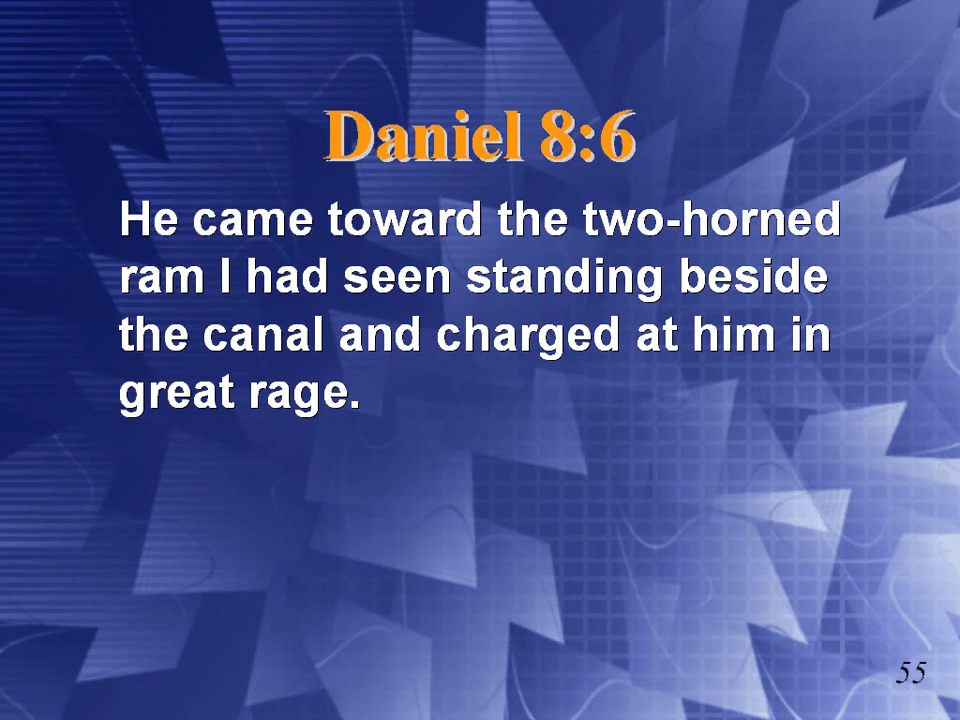 Daniel 8:6
He came toward the two-horned
ram I had seen standing beside
the canal and charged at him in
great rage.
55